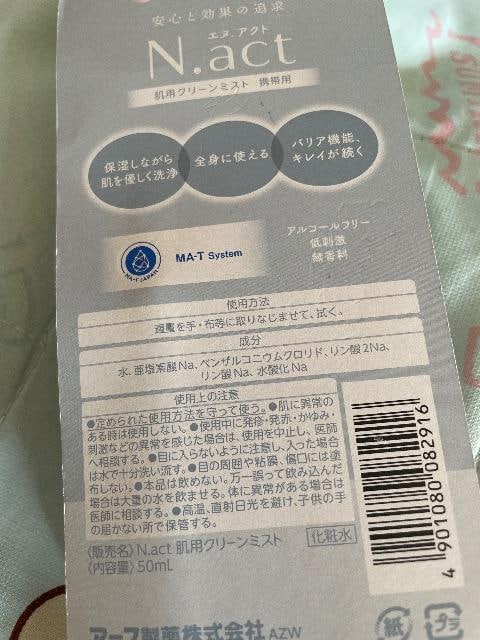 安心と効果の追求
エヌ.アクト
N.act
肌用クリーンミスト 携帯用
保湿しながら
肌を優しく洗浄
全身に使える
バリア機能、
キレイが続く
MA-T JAPAN
MA-T System
アルコールフリー
低刺激
無香料
使用方法
適量を手・布等に取りなじませて、拭く。
成分
水、亜塩素酸Na、ベンザルコニウムクロリド、リン酸2Na、
リン酸Na、水酸化Na
使用上の注意
●定められた使用方法を守って使う。●肌に異常の
ある時は使用しない。●使用中に発疹・発赤・かゆみ・
刺激などの異常を感じた場合は、使用を中止し、医師
へ相談する。●目に入らないように注意し、入った場合
は水で十分洗い流す。●目の周囲や粘膜、傷口には塗
布しない。●本品は飲めない。万一誤って飲み込んだ
場合は大量の水を飲ませる。体に異常がある場合は
医師に相談する。●高温、直射日光を避け、子供の手
の届かない所で保管する。
〈販売名〉N.act 肌用クリーンミスト
化粧水
〈内容量〉50mL
4 901080 082916
アース製薬株式会社 AZW
紙
プラ